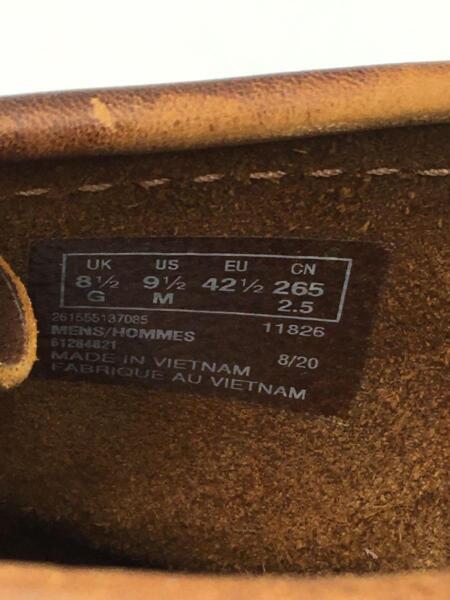 UK US EU CN
8½ 9½ 42½ 265
G M 2.5
261555137085 11826
MENS/HOMMES
61284821 8/20
MADE IN VIETNAM
FABRIQUE AU VIETNAM